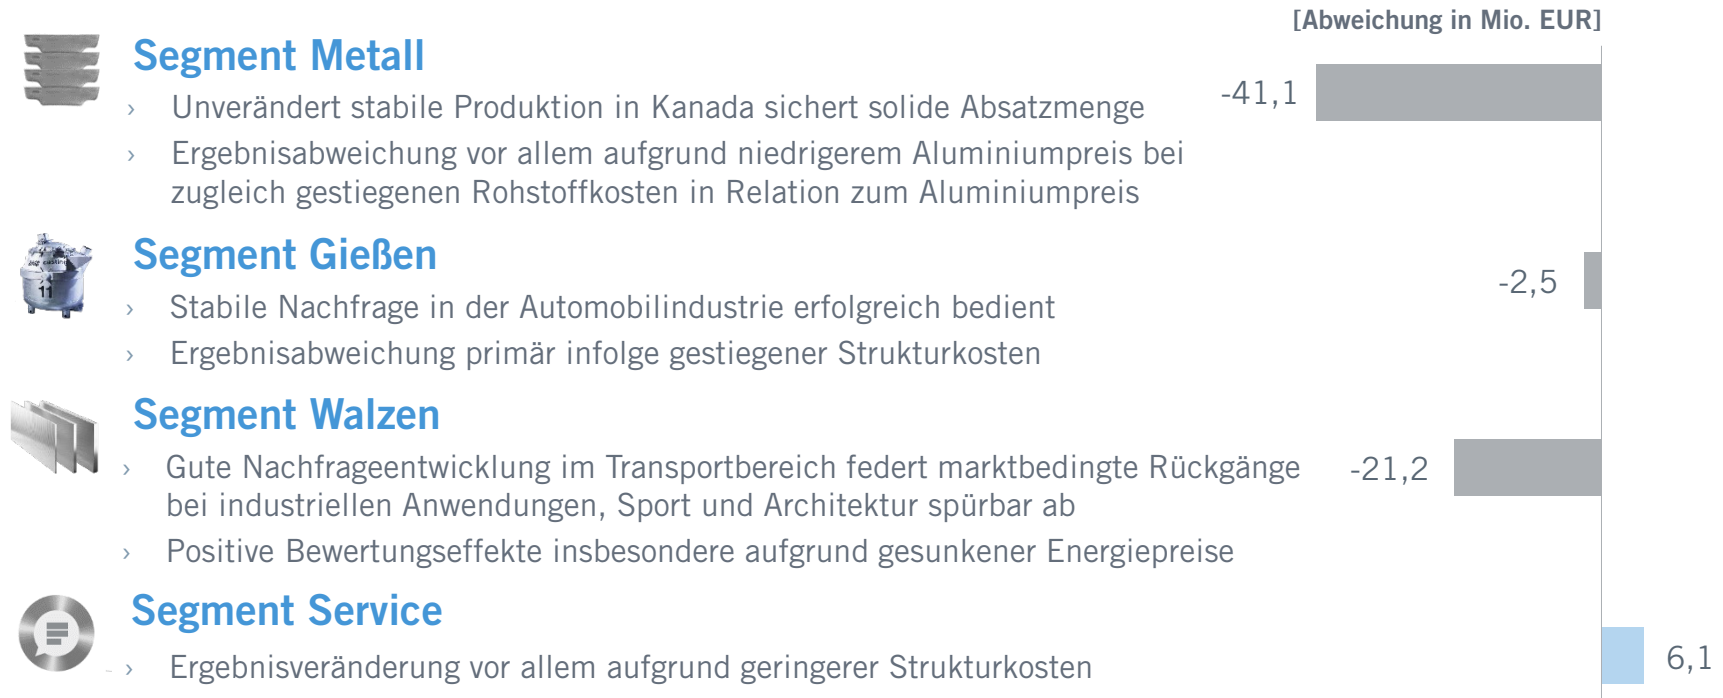 [Abweichung in Mio. EUR]
Segment Metall
› Unverändert stabile Produktion in Kanada sichert solide Absatzmenge
-41,1
› Ergebnisabweichung vor allem aufgrund niedrigerem Aluminiumpreis bei
zugleich gestiegenen Rohstoffkosten in Relation zum Aluminiumpreis
Segment Gießen
11
› Stabile Nachfrage in der Automobilindustrie erfolgreich bedient
-2,5
› Ergebnisabweichung primär infolge gestiegener Strukturkosten
Segment Walzen
› Gute Nachfrageentwicklung im Transportbereich federt marktbedingte Rückgänge
bei industriellen Anwendungen, Sport und Architektur spürbar ab
-21,2
› Positive Bewertungseffekte insbesondere aufgrund gesunkener Energiepreise
Segment Service
› Ergebnisveränderung vor allem aufgrund geringerer Strukturkosten
6,1